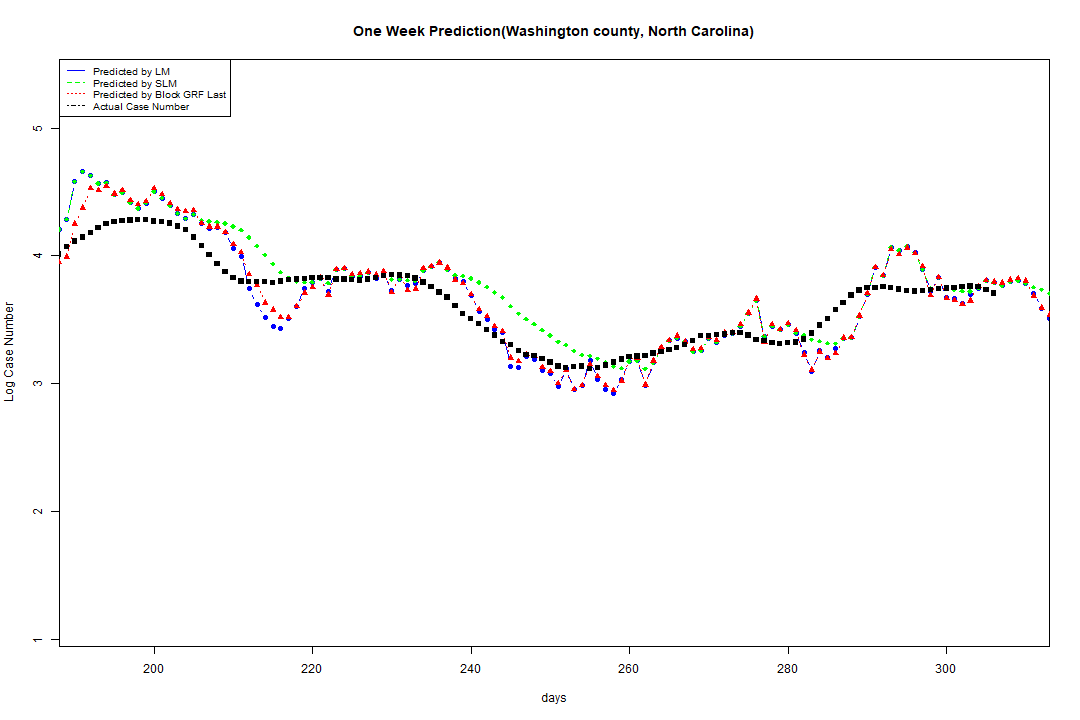 One Week Prediction(Washington county, North Carolina)
Predicted by LM
Predicted by SLM
Predicted by Block GRF Last
Actual Case Number
5
4
3
2
1
Log Case Number
200 220 240 260 280 300
days